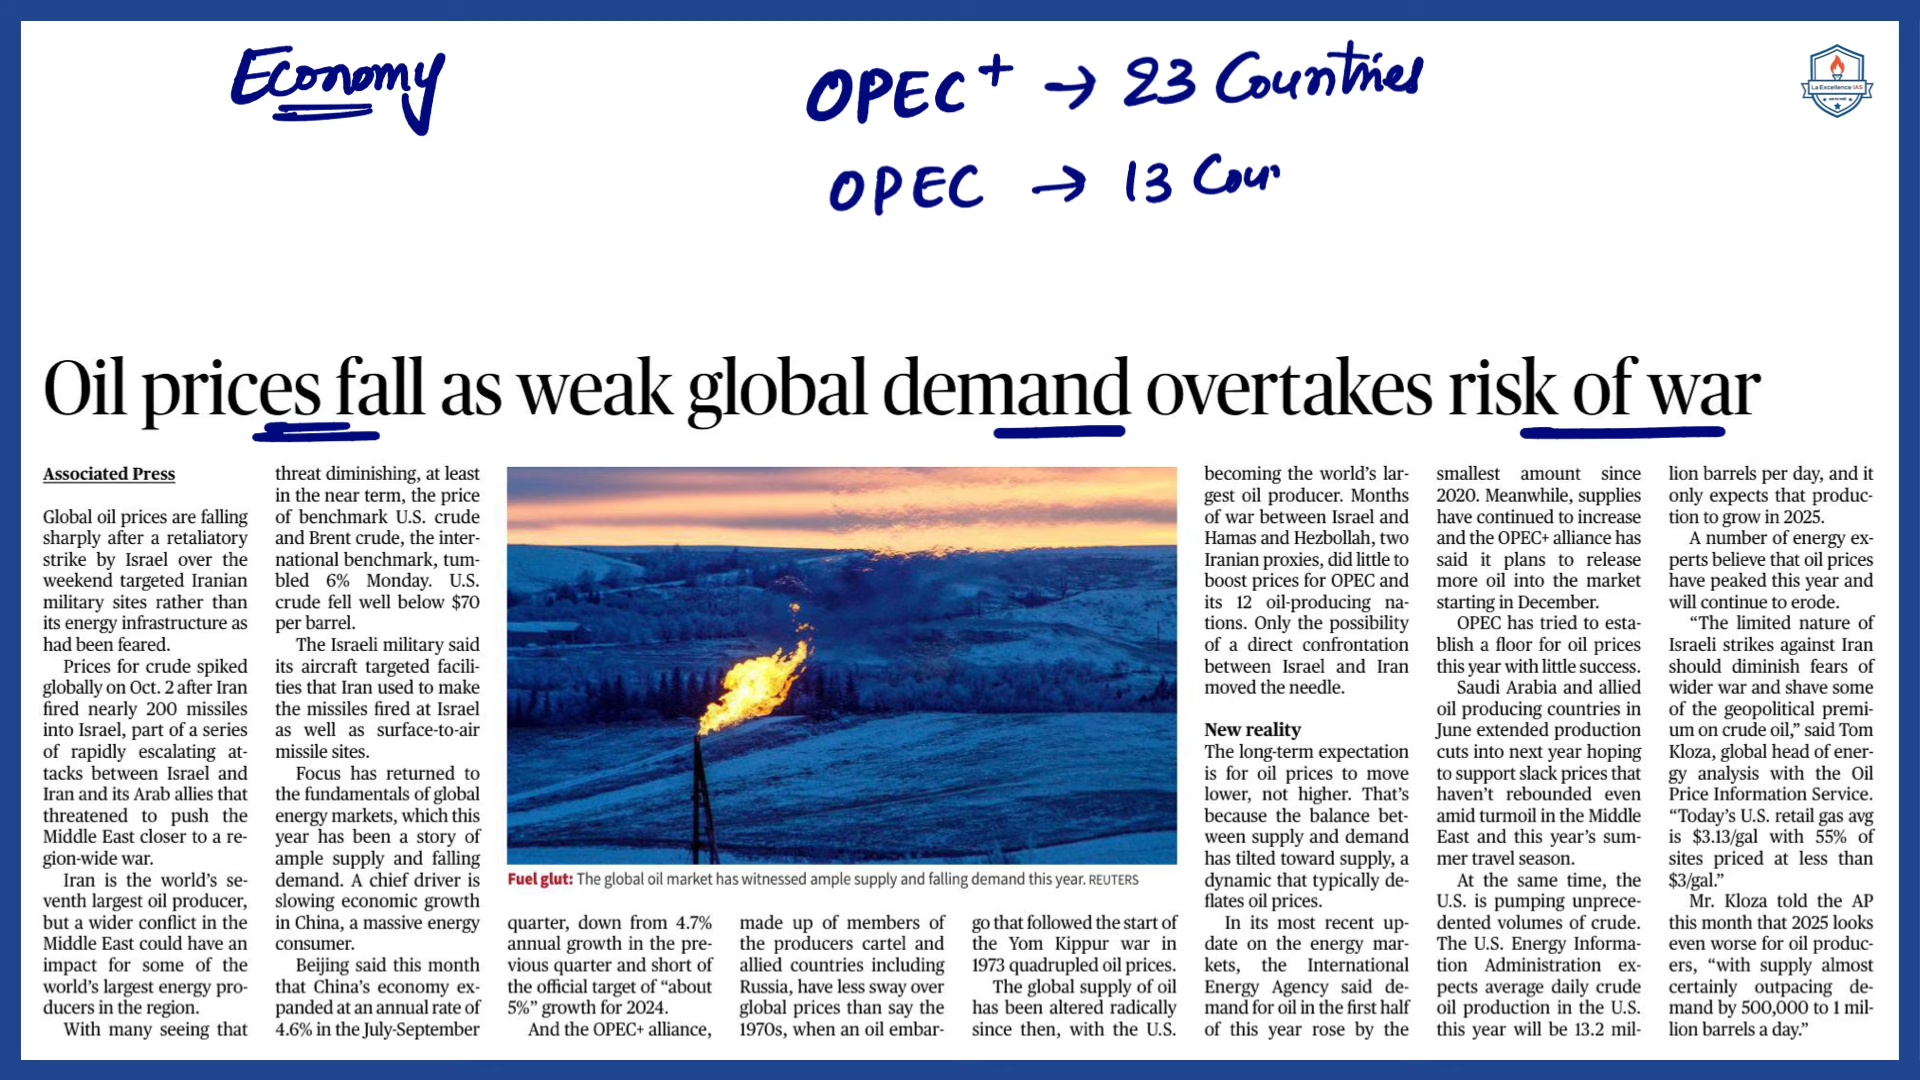 Economy
OPEC+ → 23 Countries
OPEC → 13 Cour
La Excellence IAS
Oil prices fall as weak global demand overtakes risk of war
Associated Press
Global oil prices are falling
sharply after a retaliatory
strike by Israel over the
weekend targeted Iranian
military sites rather than
its energy infrastructure as
had been feared.
Prices for crude spiked
globally on Oct. 2 after Iran
fired nearly 200 missiles
into Israel, part of a series
of rapidly escalating at-
tacks between Israel and
Iran and its Arab allies that
threatened to push the
Middle East closer to a re-
gion-wide war.
Iran is the world's se-
venth largest oil producer,
but a wider conflict in the
Middle East could have an
impact for some of the
world's largest energy pro-
ducers in the region.
With many seeing that
threat diminishing, at least
in the near term, the price
of benchmark U.S. crude
and Brent crude, the inter-
national benchmark, tum-
bled 6% Monday. U.S.
crude fell well below $70
per barrel.
The Israeli military said
its aircraft targeted facili-
ties that Iran used to make
the missiles fired at Israel
as well as surface-to-air
missile sites.
Focus has returned to
the fundamentals of global
energy markets, which this
year has been a story of
ample supply and falling
demand. A chief driver is
slowing economic growth
in China, a massive energy
consumer.
Beijing said this month
that China's economy ex-
panded at an annual rate of
4.6% in the July-September
Fuel glut: The global oil market has witnessed ample supply and falling demand this year. REUTERS
quarter, down from 4.7%
annual growth in the pre-
vious quarter and short of
the official target of "about
5%" growth for 2024.
And the OPEC+ alliance,
made up of members of
the producers cartel and
allied countries including
Russia, have less sway over
global prices than say the
1970s, when an oil embar-
go that followed the start of
the Yom Kippur war in
1973 quadrupled oil prices.
The global supply of oil
has been altered radically
since then, with the U.S.
becoming the world's lar-
gest oil producer. Months
of war between Israel and
Hamas and Hezbollah, two
Iranian proxies, did little to
boost prices for OPEC and
its 12 oil-producing na-
tions. Only the possibility
of a direct confrontation
between Israel and Iran
moved the needle.
New reality
The long-term expectation
is for oil prices to move
lower, not higher. That's
because the balance bet-
ween supply and demand
has tilted toward supply, a
dynamic that typically de-
flates oil prices.
In its most recent up-
date on the energy mar-
kets, the International
Energy Agency said de-
mand for oil in the first half
of this year rose by the
smallest amount since
2020. Meanwhile, supplies
have continued to increase
and the OPEC+ alliance has
said it plans to release
more oil into the market
starting in December.
OPEC has tried to esta-
blish a floor for oil prices
this year with little success.
Saudi Arabia and allied
oil producing countries in
June extended production
cuts into next year hoping
to support slack prices that
haven't rebounded even
amid turmoil in the Middle
East and this year's sum-
mer travel season.
At the same time, the
U.S. is pumping unprece-
dented volumes of crude.
The U.S. Energy Informa-
tion Administration ex-
pects average daily crude
oil production in the U.S.
this year will be 13.2 mil-
lion barrels per day, and it
only expects that produc-
tion to grow in 2025.
A number of energy ex-
perts believe that oil prices
have peaked this year and
will continue to erode.
"The limited nature of
Israeli strikes against Iran
should diminish fears of
wider war and shave some
of the geopolitical premi-
um on crude oil," said Tom
Kloza, global head of ener-
gy analysis with the Oil
Price Information Service.
"Today's U.S. retail gas avg
is $3.13/gal with 55% of
sites priced at less than
$3/gal."
Mr. Kloza told the AP
this month that 2025 looks
even worse for oil produc-
ers, "with supply almost
certainly outpacing de-
mand by 500,000 to 1 mil-
lion barrels a day."